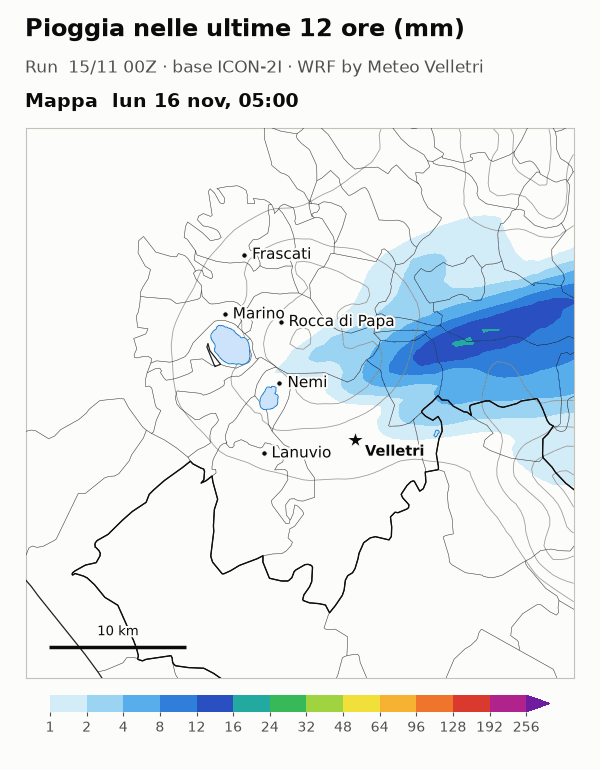 Pioggia nelle ultime 12 ore (mm)
Run  15/11 00Z · base ICON-2I · WRF by Meteo Velletri
Mappa  lun 16 nov, 05:00
Frascati
Marino
Rocca di Papa
Nemi
Velletri
Lanuvio
10 km
1 2 4 8 12 16 24 32 48 64 96 128 192 256